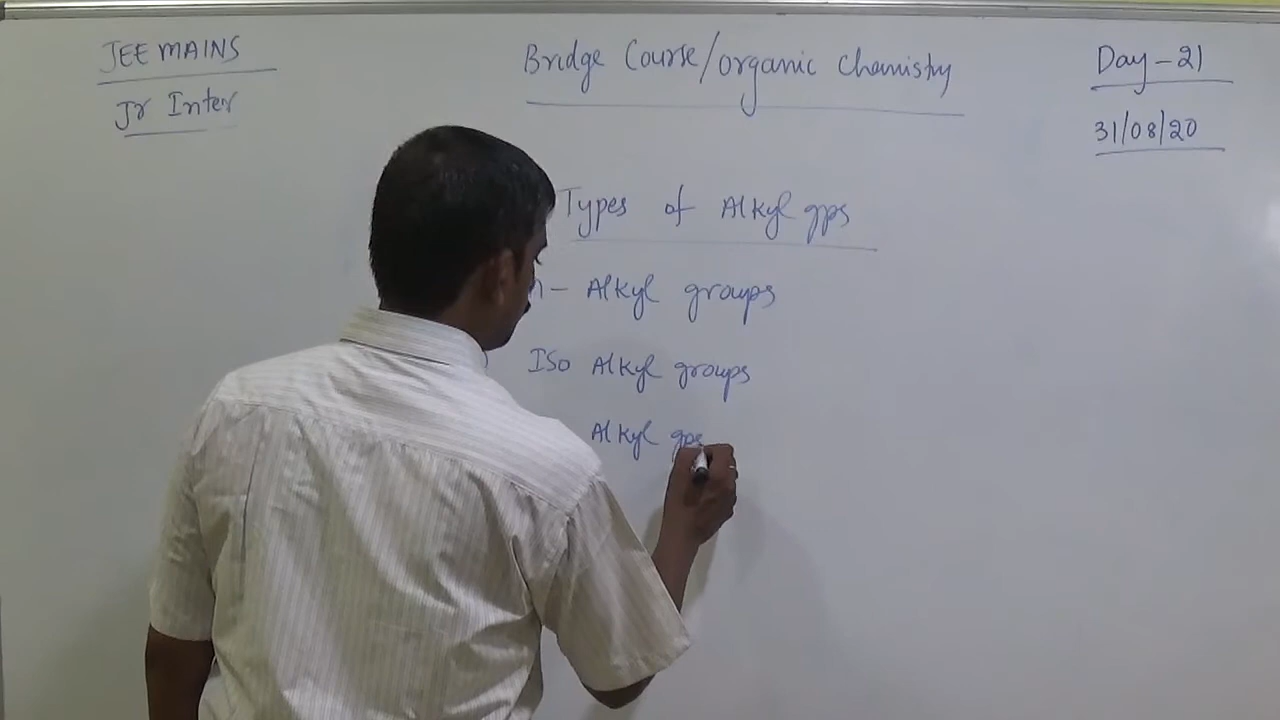 JEE MAINS
Jr Inter
Bridge Course/organic chemistry
Day-21
31/08/20
Types of Alkyl gps
n- Alkyl groups
ISO Alkyl groups
Alkyl gps